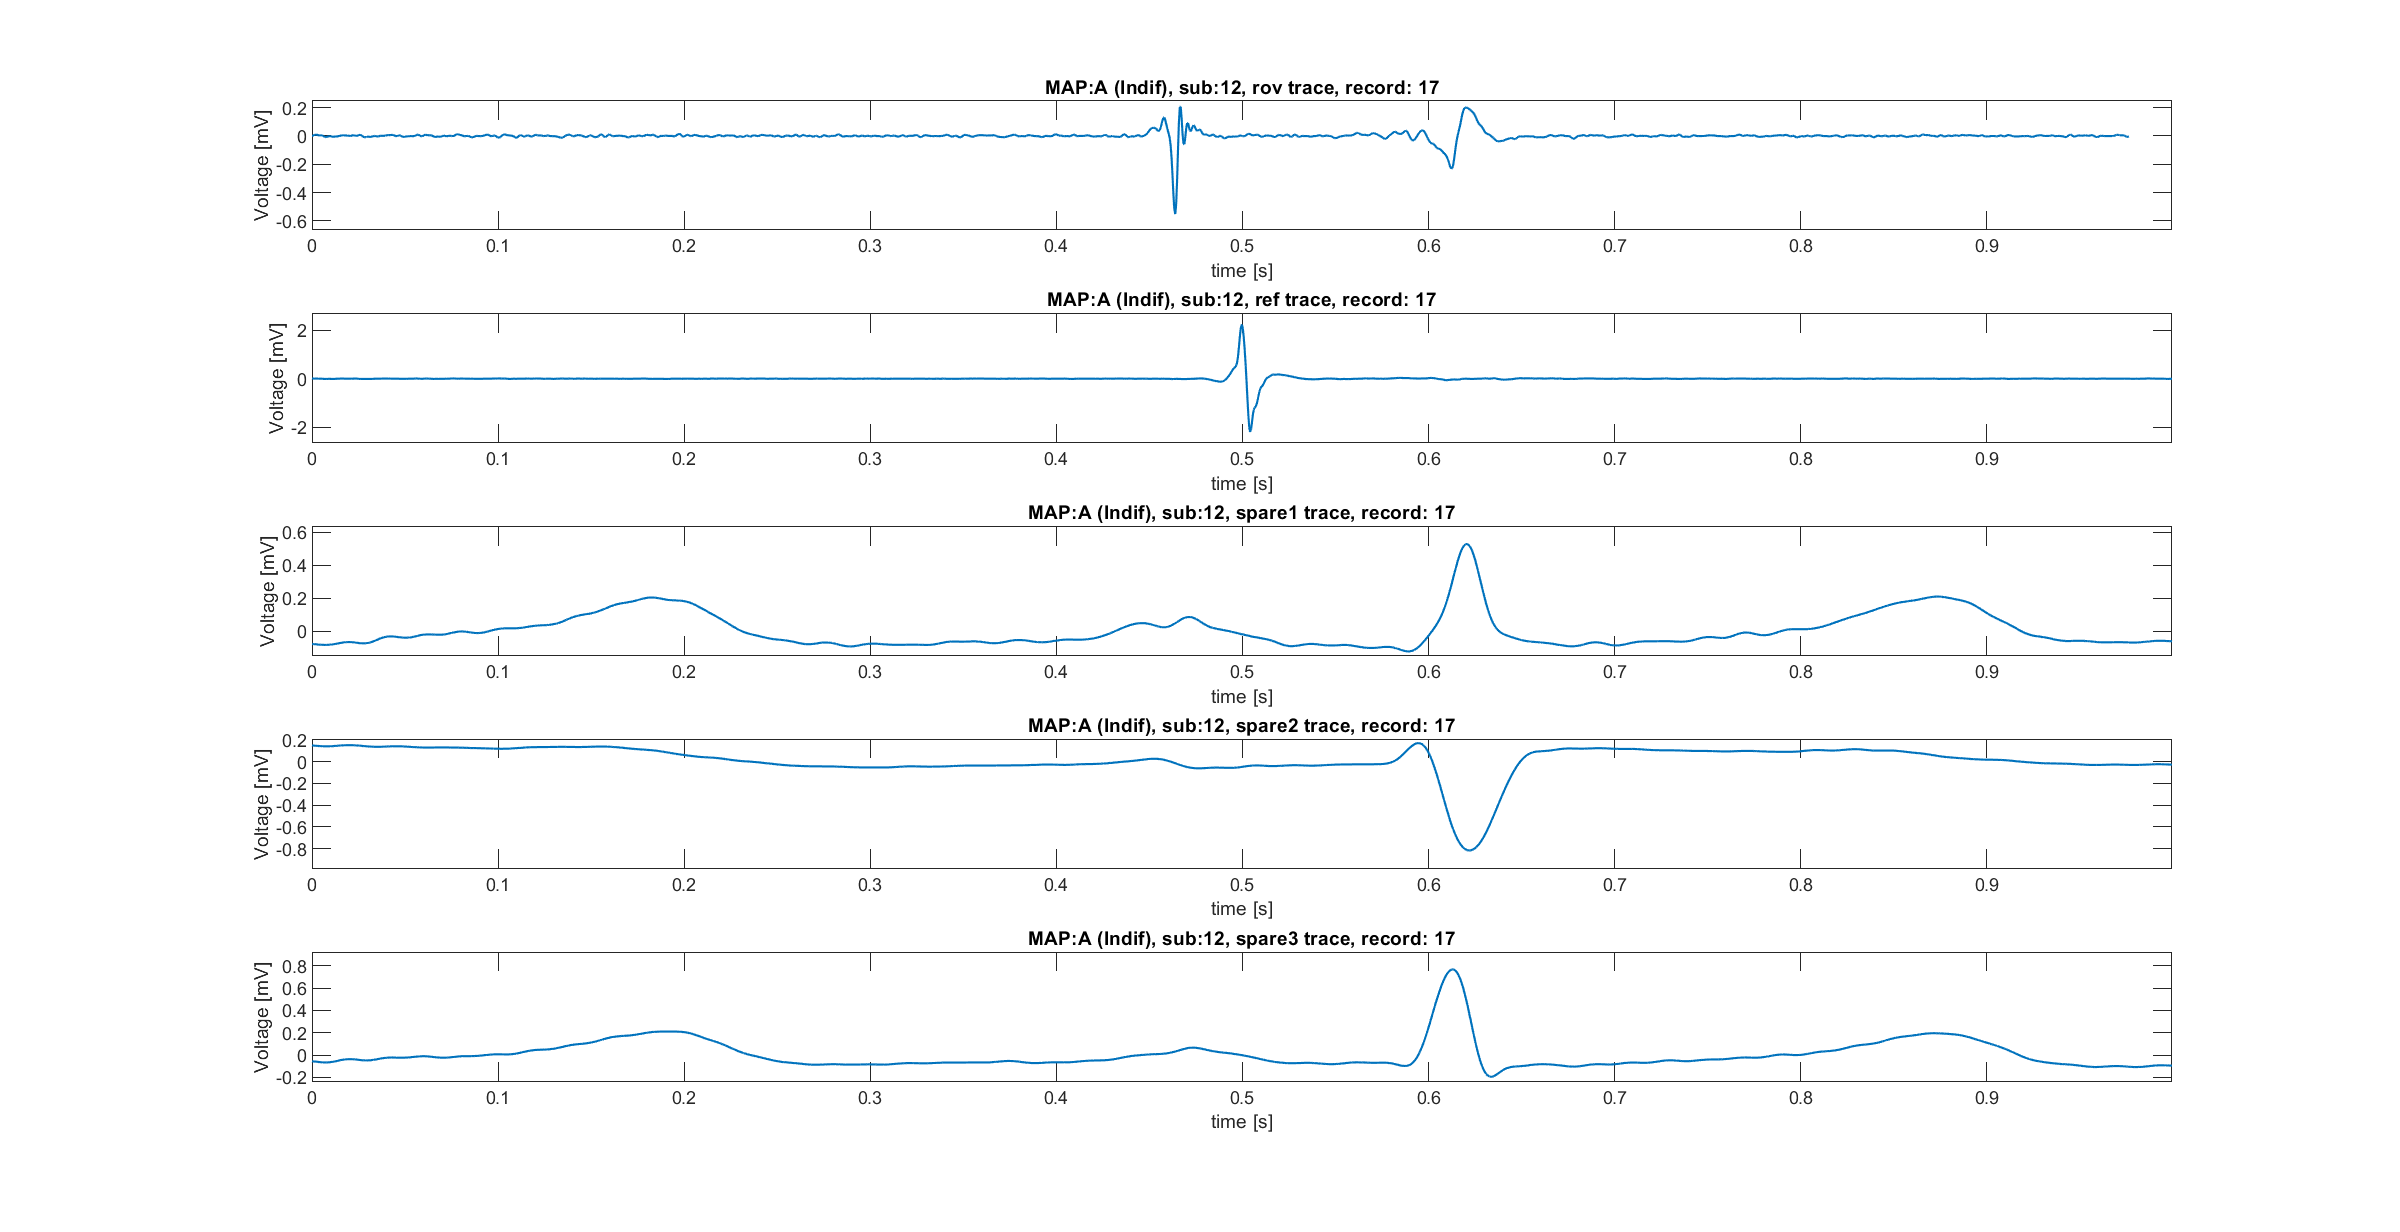 MAP:A (Indif), sub:12, rov trace, record: 17
Voltage [mV]
0.2
0
-0.2
-0.4
-0.6
0 0.1 0.2 0.3 0.4 0.5 0.6 0.7 0.8 0.9
time [s]
MAP:A (Indif), sub:12, ref trace, record: 17
Voltage [mV]
2
0
-2
0 0.1 0.2 0.3 0.4 0.5 0.6 0.7 0.8 0.9
time [s]
MAP:A (Indif), sub:12, spare1 trace, record: 17
Voltage [mV]
0.6
0.4
0.2
0
0 0.1 0.2 0.3 0.4 0.5 0.6 0.7 0.8 0.9
time [s]
MAP:A (Indif), sub:12, spare2 trace, record: 17
Voltage [mV]
0.2
0
-0.2
-0.4
-0.6
-0.8
0 0.1 0.2 0.3 0.4 0.5 0.6 0.7 0.8 0.9
time [s]
MAP:A (Indif), sub:12, spare3 trace, record: 17
Voltage [mV]
0.8
0.6
0.4
0.2
0
-0.2
0 0.1 0.2 0.3 0.4 0.5 0.6 0.7 0.8 0.9
time [s]